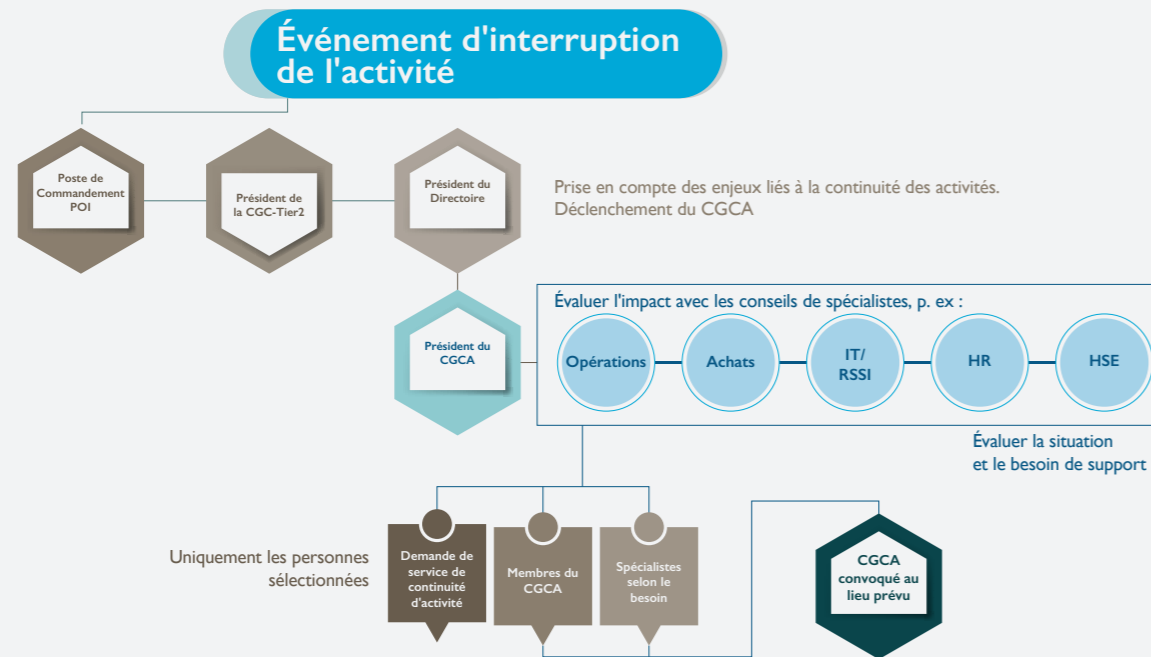 Événement d'interruption
de l'activité
Poste de
Commandement
POI
Président de
la CGC-Tier2
Président du
Directoire
Prise en compte des enjeux liés à la continuité des activités.
Déclenchement du CGCA
Président du
CGCA
Évaluer l'impact avec les conseils de spécialistes, p. ex :
Opérations
Achats
IT/
RSSI
HR
HSE
Évaluer la situation
et le besoin de support
Uniquement les personnes
sélectionnées
Demande de
service de
continuité
d'activité
Membres du
CGCA
Spécialistes
selon le
besoin
CGCA
convoqué au
lieu prévu